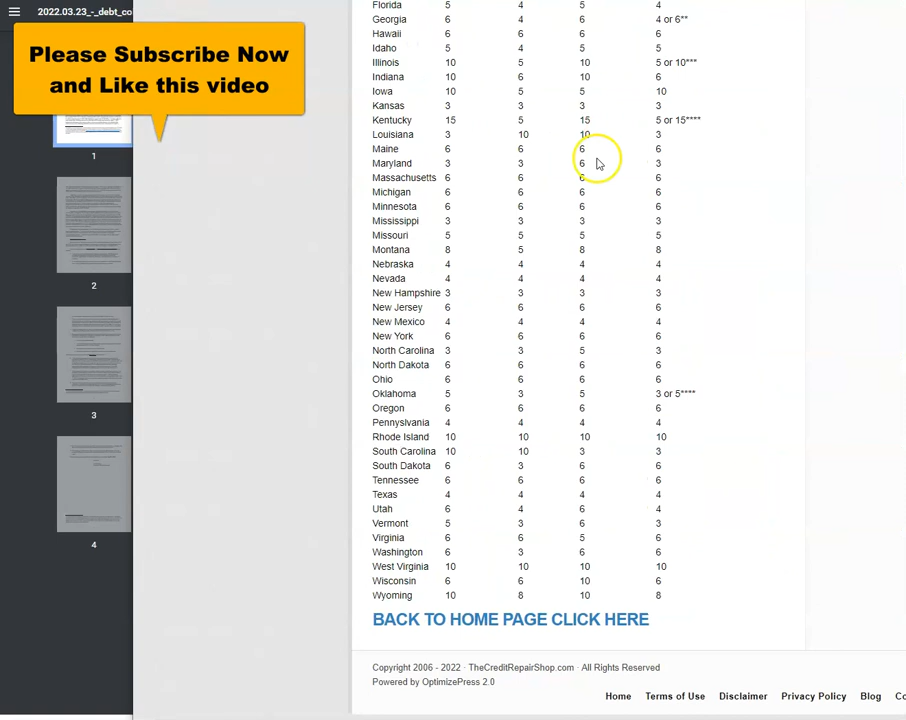 2022.03.23_-_debt_co
Please Subscribe Now
and Like this video
1
2
3
4
Florida 5 4 5 4
Georgia 6 4 6 4 or 6**
Hawaii 6 6 6 6
Idaho 5 4 5 5
Illinois 10 5 10 5 or 10***
Indiana 10 6 10 6
Iowa 10 5 5 10
Kansas 3 3 3 3
Kentucky 15 5 15 5 or 15****
Louisiana 3 10 10 3
Maine 6 6 6 6
Maryland 3 3 6 3
Massachusetts 6 6 6 6
Michigan 6 6 6 6
Minnesota 6 6 6 6
Mississippi 3 3 3 3
Missouri 5 5 5 5
Montana 8 5 8 8
Nebraska 4 4 4 4
Nevada 4 4 4 4
New Hampshire 3 3 3 3
New Jersey 6 6 6 6
New Mexico 4 4 4 4
New York 6 6 6 6
North Carolina 3 3 5 3
North Dakota 6 6 6 6
Ohio 6 6 6 6
Oklahoma 5 3 5 3 or 5****
Oregon 6 6 6 6
Pennyslvania 4 4 4 4
Rhode Island 10 10 10 10
South Carolina 10 10 3 3
South Dakota 6 3 6 6
Tennessee 6 6 6 6
Texas 4 4 4 4
Utah 6 4 6 4
Vermont 5 3 6 3
Virginia 6 6 5 6
Washington 6 3 6 6
West Virginia 10 10 10 10
Wisconsin 6 6 10 6
Wyoming 10 8 10 8
BACK TO HOME PAGE CLICK HERE
Copyright 2006 - 2022 · TheCreditRepairShop.com · All Rights Reserved
Powered by OptimizePress 2.0
Home Terms of Use Disclaimer Privacy Policy Blog Co